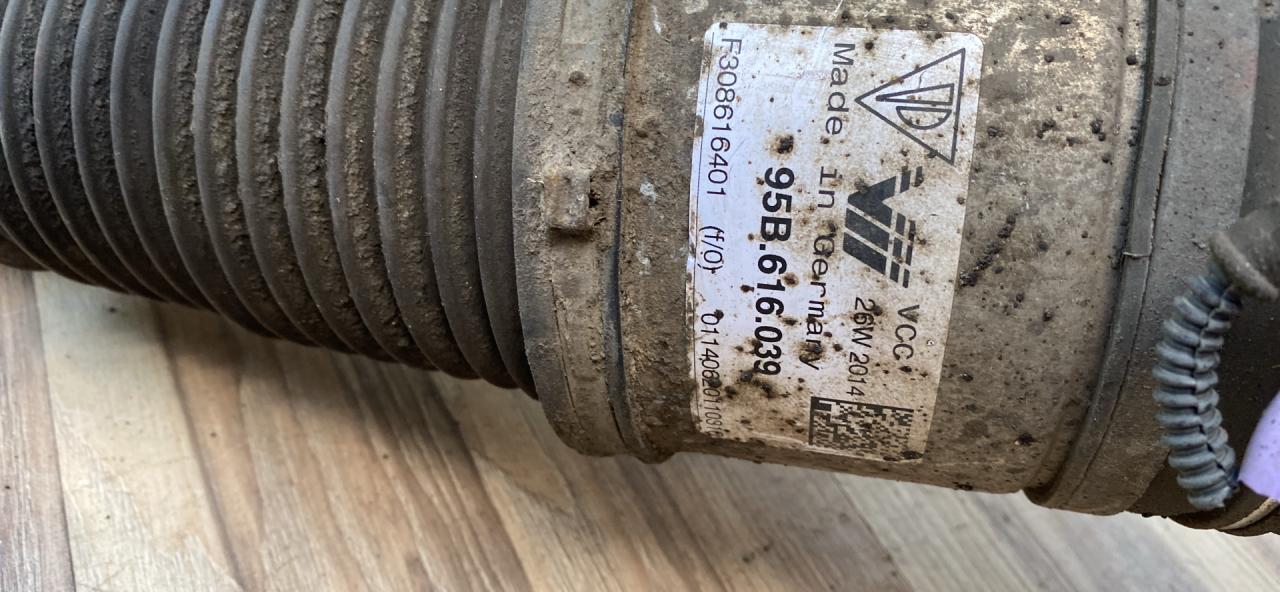 VCC
26W 2014
Made in Germany
95B.616.039
F308616401 (f/0)